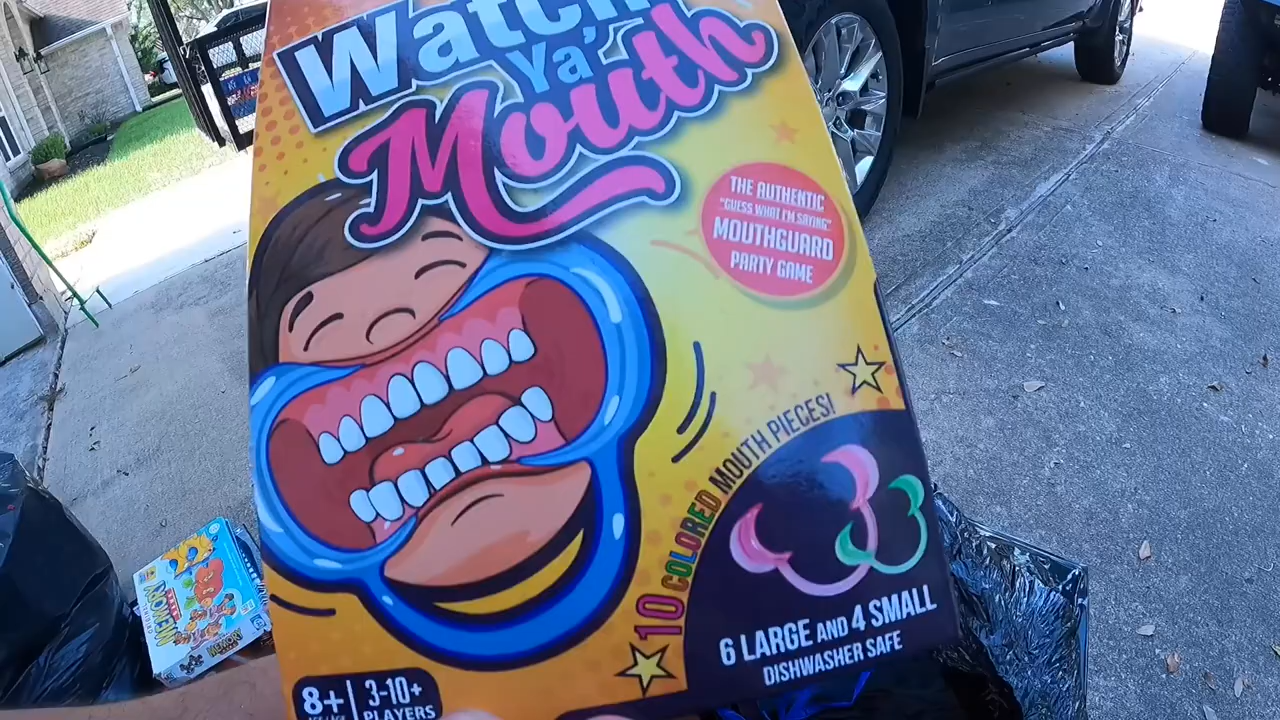 Watch
Ya'
Mouth
THE AUTHENTIC
"GUESS WHAT I'M SAYING"
MOUTHGUARD
PARTY GAME
10 COLORED MOUTH PIECES!
6 LARGE AND 4 SMALL
DISHWASHER SAFE
8+
3-10+
PLAYERS
MEMORY
MEMORY